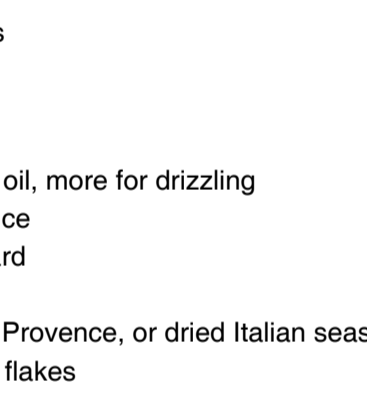 s
oil, more for drizzling
ce
rd
Provence, or dried Italian seas
flakes